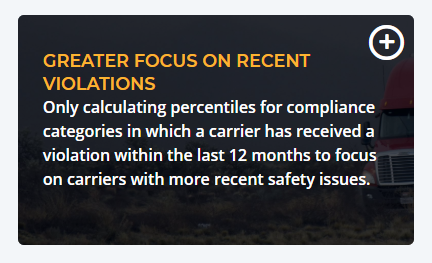 GREATER FOCUS ON RECENT
VIOLATIONS
Only calculating percentiles for compliance
categories in which a carrier has received a
violation within the last 12 months to focus
on carriers with more recent safety issues.